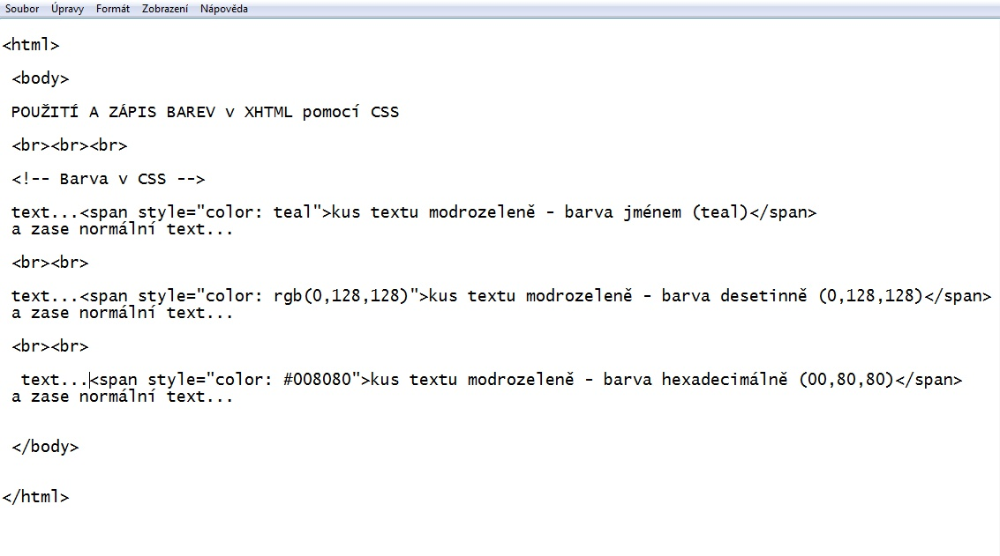 Soubor Úpravy Formát Zobrazení Nápověda
<html>
<body>
POUŽITÍ A ZÁPIS BAREV v XHTML pomocí CSS
<br><br><br>
<!-- Barva v CSS -->
text...<span style="color: teal">kus textu modrozeleně - barva jménem (teal)</span>
a zase normální text...
<br><br>
text...<span style="color: rgb(0,128,128)">kus textu modrozeleně - barva desetinně (0,128,128)</span>
a zase normální text...
<br><br>
text...<span style="color: #008080">kus textu modrozeleně - barva hexadecimálně (00,80,80)</span>
a zase normální text...
</body>
</html>